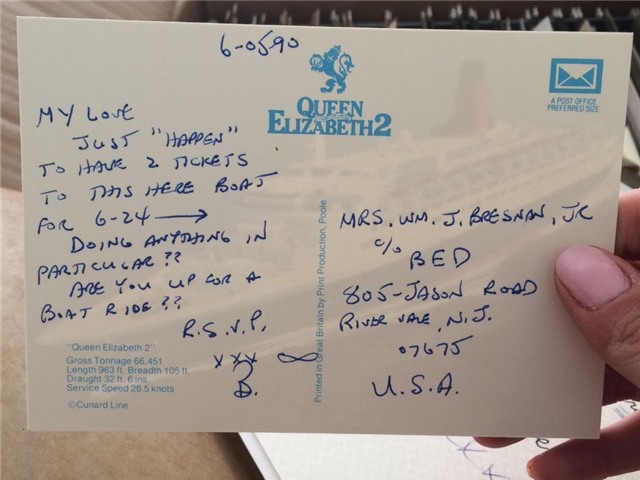 6-0590
QUEEN
ELIZABETH 2
A POST OFFICE
PREFERRED SIZE
MY LOVE
JUST "HAPPEN"
TO HAVE 2 TICKETS
TO THIS HERE BOAT
FOR 6-24 →
DOING ANYTHING IN
PARTICULAR??
ARE YOU UP FOR A
BOAT RIDE??
R.S.V.P.
xxx ∞
B.
"Queen Elizabeth 2"
Gross Tonnage 66,451
Length 963 ft. Breadth 105 ft.
Draught 32 ft. 6 ins.
Service Speed 28.5 knots
©Cunard Line
Printed in Great Britain by Print Production, Poole
MRS. WM. J. BRESNAN, JR
c/o
BED
805-JASON ROAD
RIVER VALE, N.J.
07675
U.S.A.